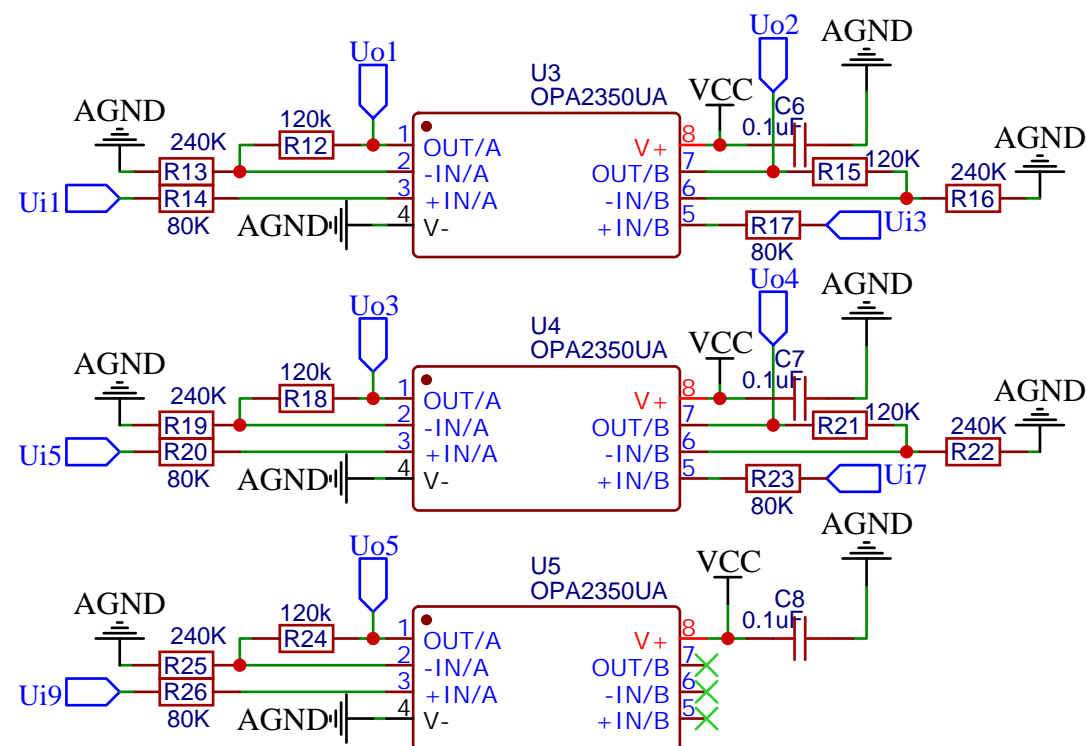 Uo1
Uo2
AGND
U3
OPA2350UA
VCC
C6
0.1uF
AGND
240K
120k
R12
1
OUT/A
V+
8
R13
2
-IN/A
OUT/B
7
R15
120K
AGND
240K
Ui1
R14
3
+IN/A
-IN/B
6
R16
80K
AGND
4
V-
+IN/B
5
R17
Ui3
80K
Uo3
Uo4
AGND
U4
OPA2350UA
VCC
C7
0.1uF
AGND
240K
120k
R18
1
OUT/A
V+
8
R19
2
-IN/A
OUT/B
7
R21
120K
AGND
240K
Ui5
R20
3
+IN/A
-IN/B
6
R22
80K
AGND
4
V-
+IN/B
5
R23
Ui7
80K
Uo5
AGND
U5
OPA2350UA
VCC
C8
0.1uF
AGND
240K
120k
R24
1
OUT/A
V+
8
R25
2
-IN/A
OUT/B
7
Ui9
R26
3
+IN/A
-IN/B
6
80K
AGND
4
V-
+IN/B
5